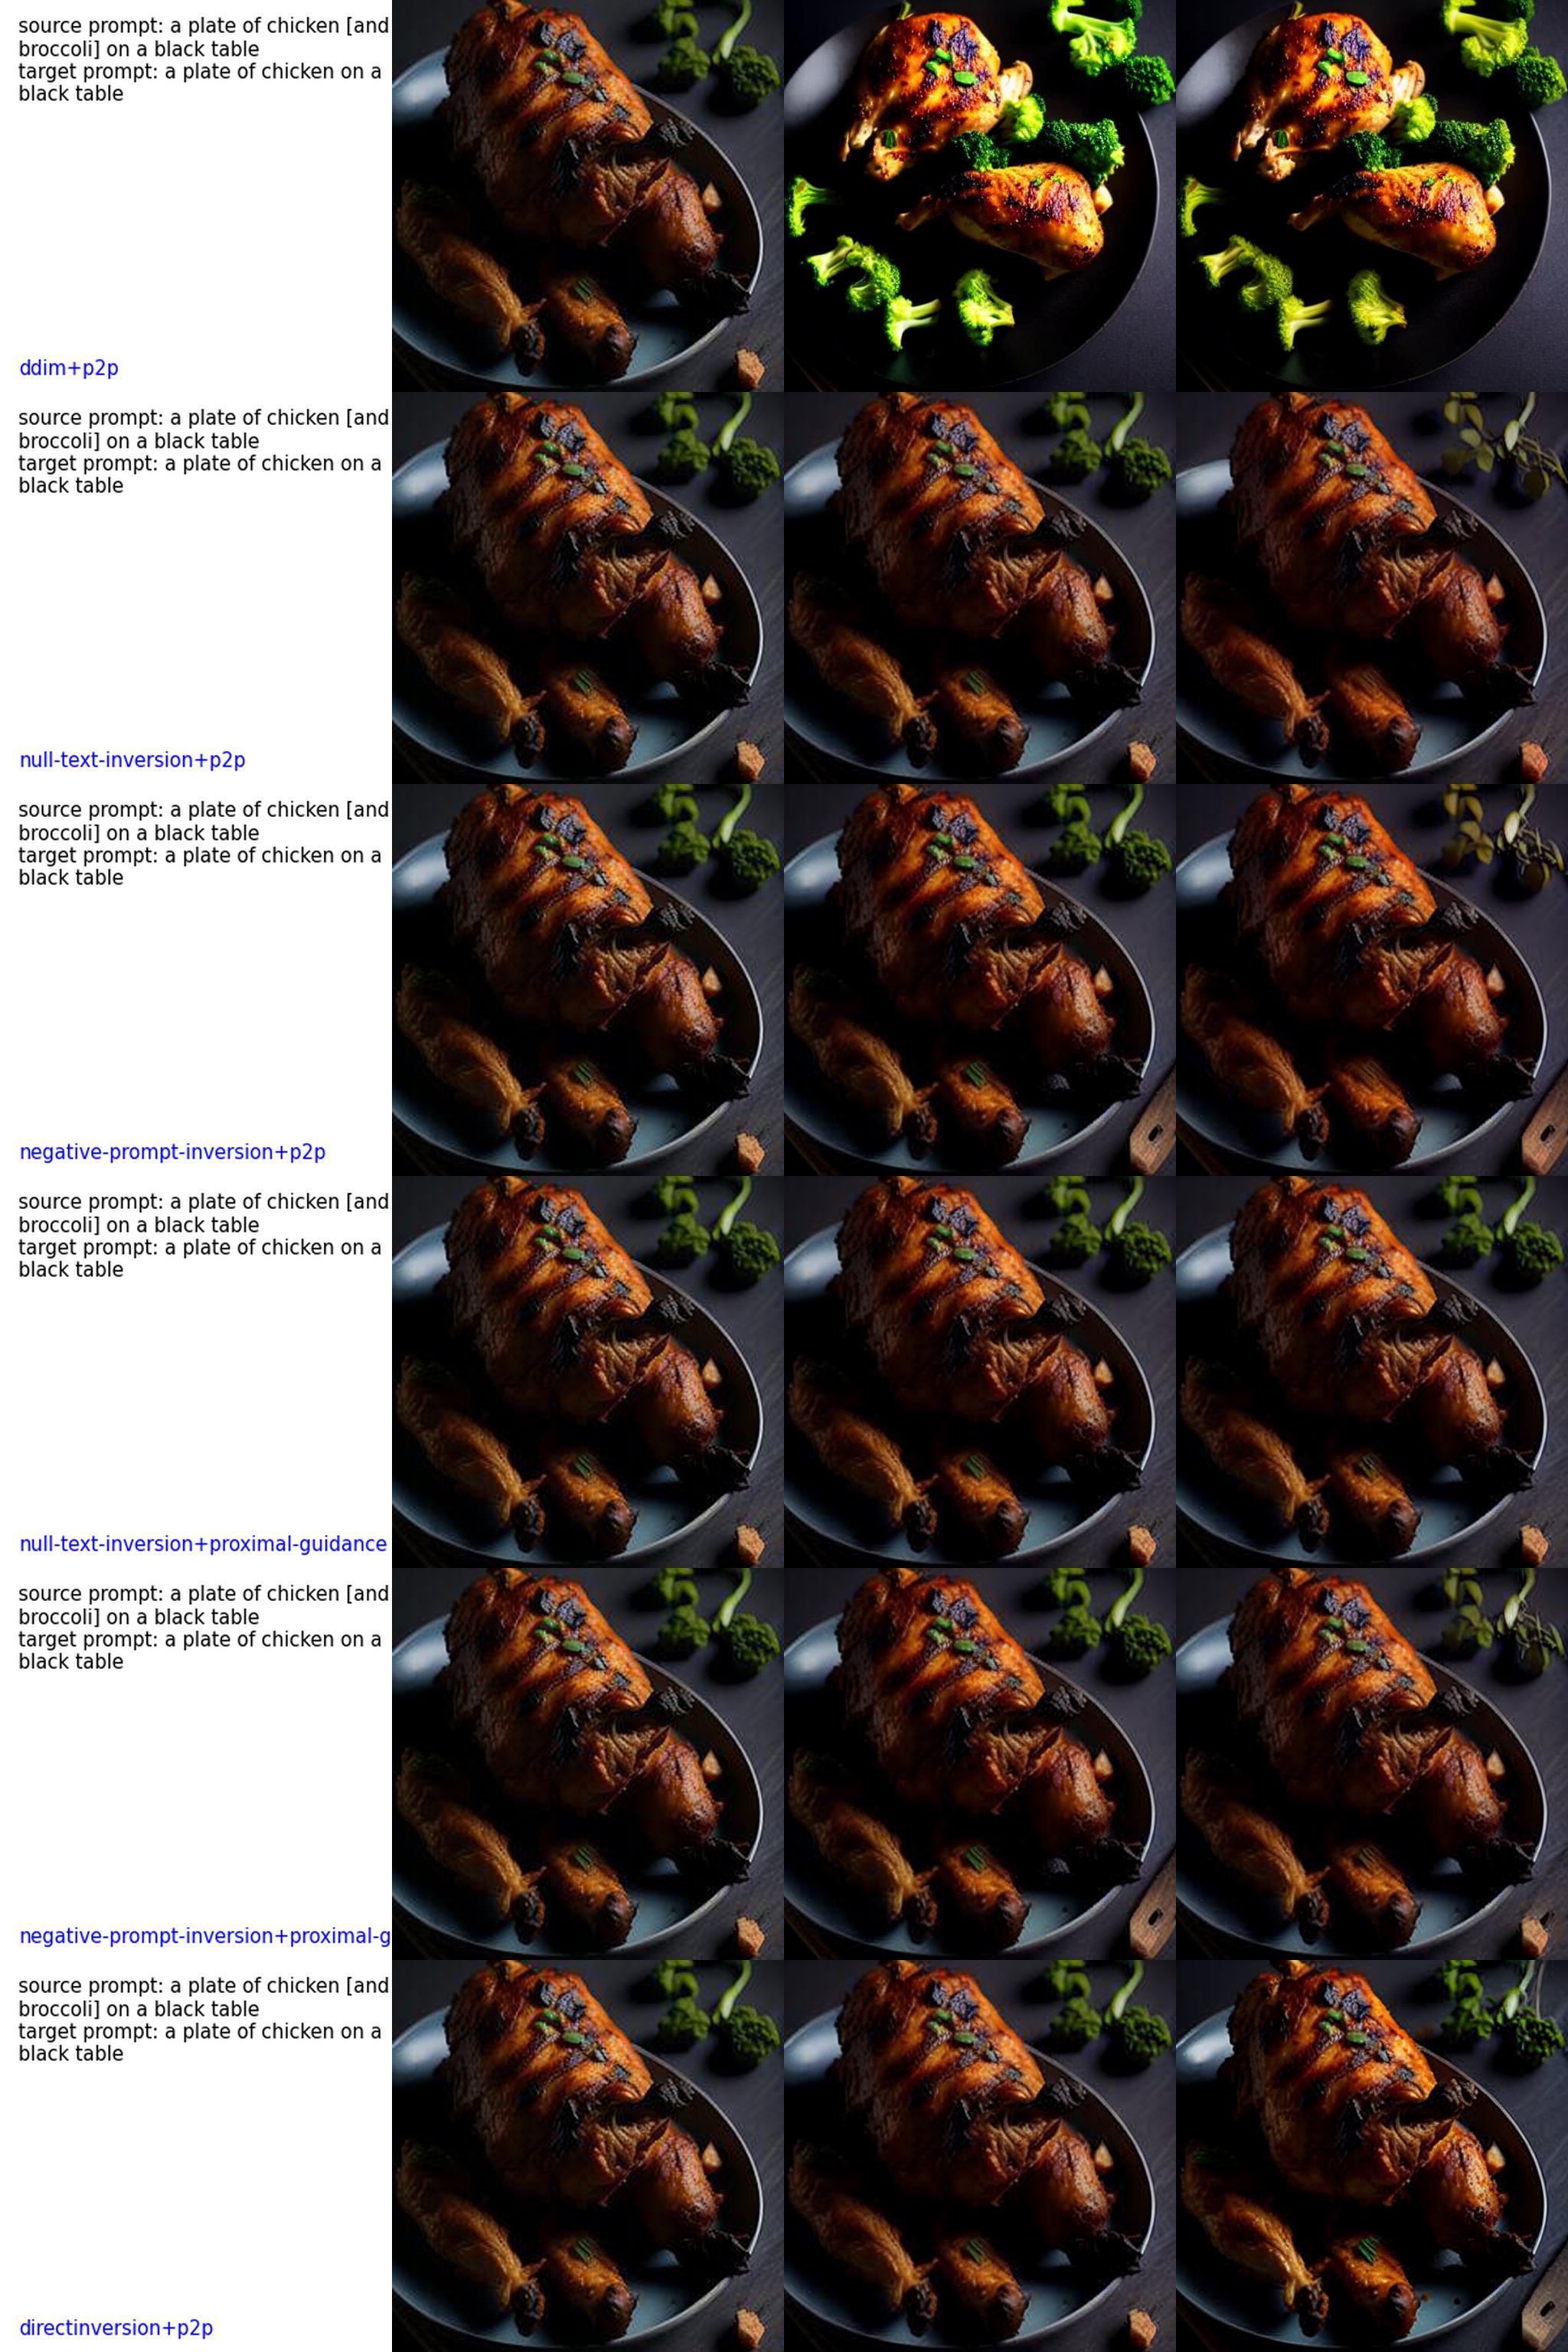 source prompt: a plate of chicken [and
broccoli] on a black table
target prompt: a plate of chicken on a
black table
ddim+p2p
source prompt: a plate of chicken [and
broccoli] on a black table
target prompt: a plate of chicken on a
black table
null-text-inversion+p2p
source prompt: a plate of chicken [and
broccoli] on a black table
target prompt: a plate of chicken on a
black table
negative-prompt-inversion+p2p
source prompt: a plate of chicken [and
broccoli] on a black table
target prompt: a plate of chicken on a
black table
null-text-inversion+proximal-guidance
source prompt: a plate of chicken [and
broccoli] on a black table
target prompt: a plate of chicken on a
black table
negative-prompt-inversion+proximal-g
source prompt: a plate of chicken [and
broccoli] on a black table
target prompt: a plate of chicken on a
black table
directinversion+p2p